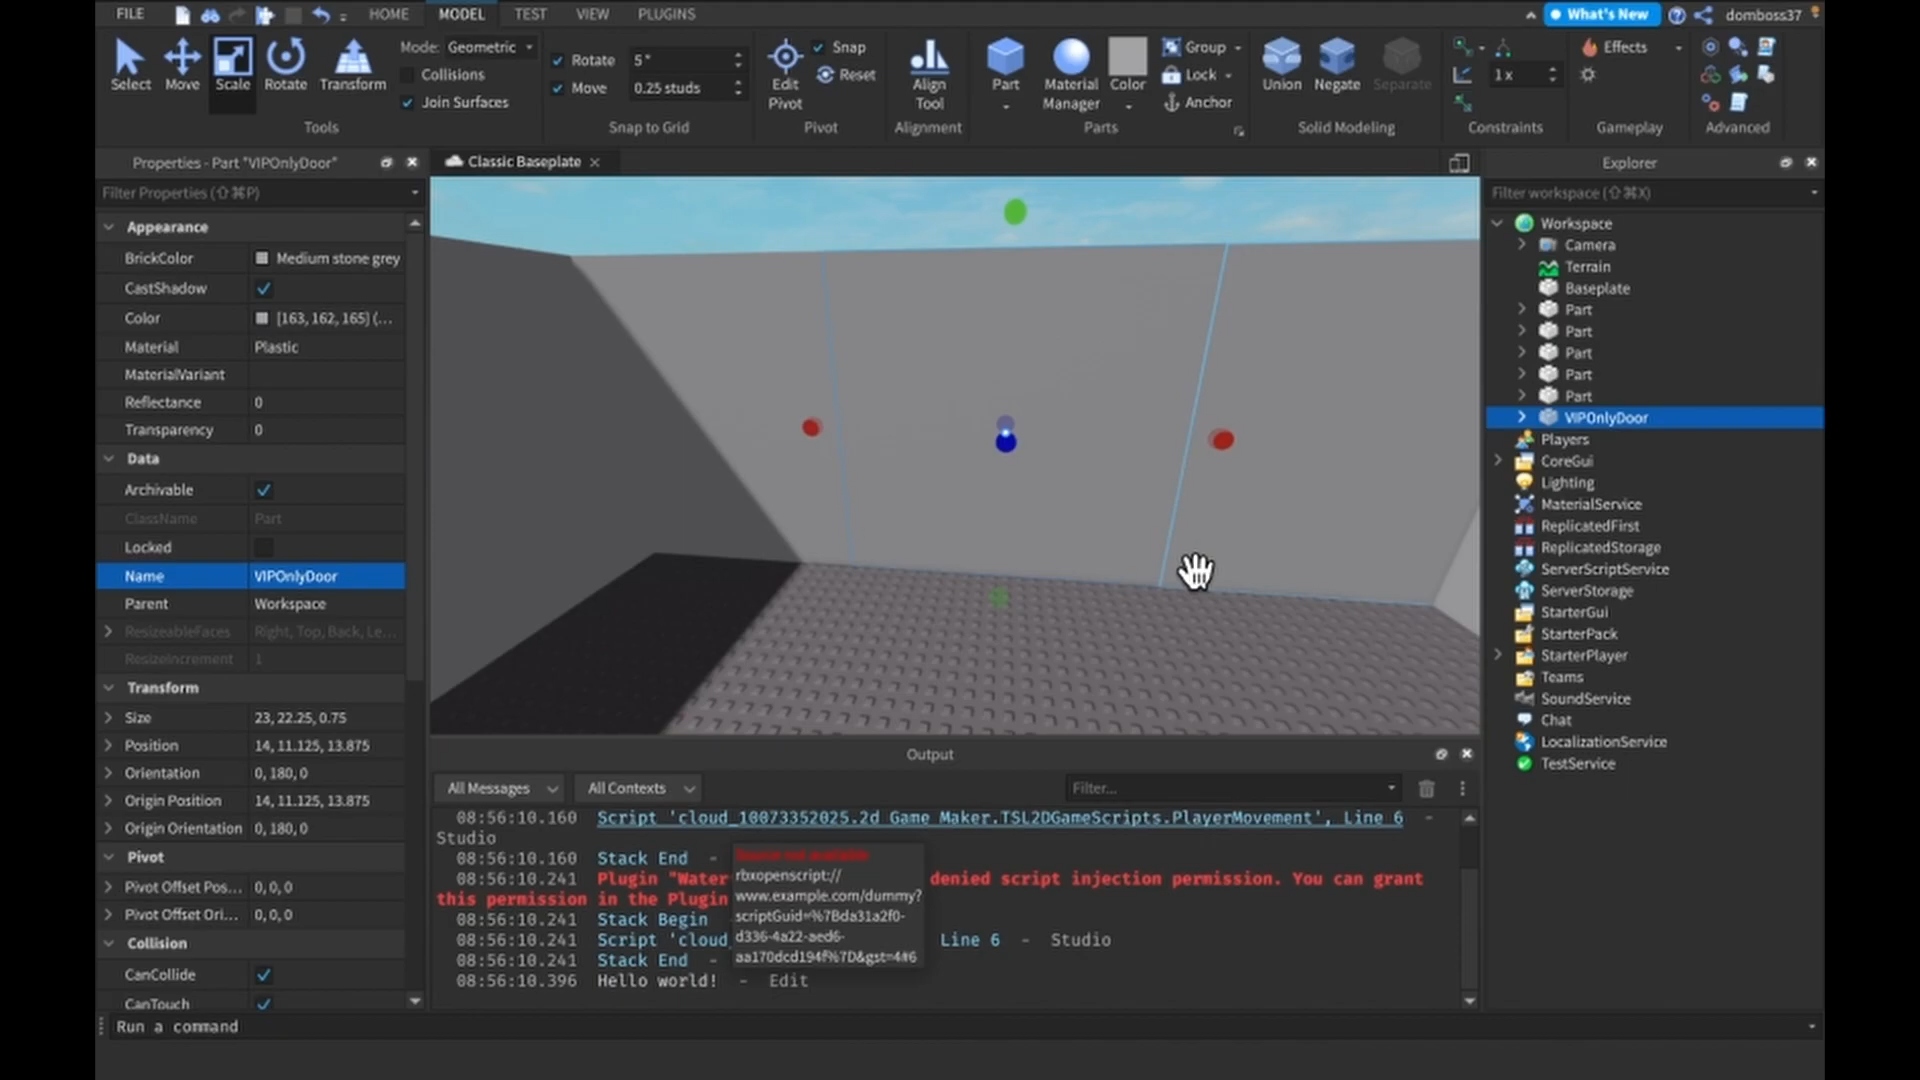 FILE
HOME
MODEL
TEST
VIEW
PLUGINS
What's New
domboss37
Select
Move
Scale
Rotate
Transform
Mode: Geometric
Collisions
Join Surfaces
Tools
Rotate 5°
Move 0.25 studs
Snap to Grid
Edit Pivot
Snap
Reset
Pivot
Align Tool
Alignment
Part
Material Manager
Color
Group
Lock
Anchor
Parts
Union
Negate
Separate
Solid Modeling
1 x
Constraints
Effects
Gameplay
Advanced
Properties - Part "VIPOnlyDoor"
Filter Properties (⇧⌘P)
Appearance
BrickColor Medium stone grey
CastShadow
Color [163, 162, 165] (...
Material Plastic
MaterialVariant
Reflectance 0
Transparency 0
Data
Archivable
ClassName Part
Locked
Name VIPOnlyDoor
Parent Workspace
ResizeableFaces Right, Top, Back, Le...
ResizeIncrement 1
Transform
Size 23, 22.25, 0.75
Position 14, 11.125, 13.875
Orientation 0, 180, 0
Origin Position 14, 11.125, 13.875
Origin Orientation 0, 180, 0
Pivot
Pivot Offset Pos... 0, 0, 0
Pivot Offset Ori... 0, 0, 0
Collision
CanCollide
CanTouch
Classic Baseplate
Output
All Messages
All Contexts
Filter...
08:56:10.160 Script 'cloud_10073352025.2d Game Maker.TSL2DGameScripts.PlayerMovement', Line 6 -
Studio
08:56:10.160 Stack End -
08:56:10.241 Plugin "Water denied script injection permission. You can grant
this permission in the Plugin
08:56:10.241 Stack Begin
08:56:10.241 Script 'cloud_ Line 6 - Studio
08:56:10.241 Stack End -
08:56:10.396 Hello world! - Edit
Source not available
rbxopenscript://
www.example.com/dummy?
scriptGuid=%7Bda31a2f0-
d336-4a22-aed6-
aa170dcd194f%7D&gst=4#6
Explorer
Filter workspace (⇧⌘X)
Workspace
Camera
Terrain
Baseplate
Part
Part
Part
Part
Part
VIPOnlyDoor
Players
CoreGui
Lighting
MaterialService
ReplicatedFirst
ReplicatedStorage
ServerScriptService
ServerStorage
StarterGui
StarterPack
StarterPlayer
Teams
SoundService
Chat
LocalizationService
TestService
Run a command